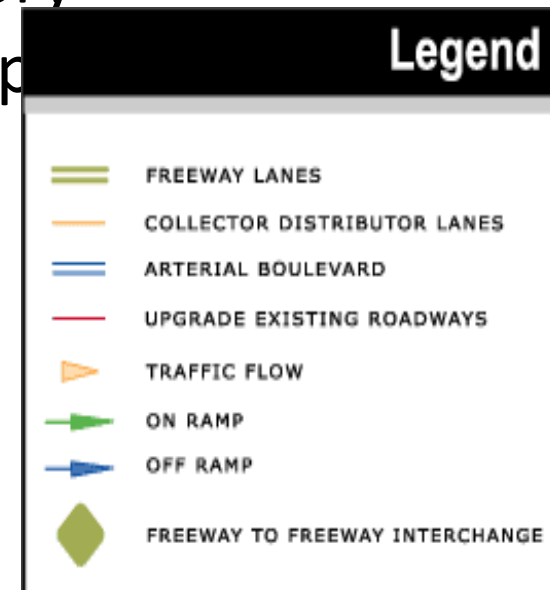 Legend
FREEWAY LANES
COLLECTOR DISTRIBUTOR LANES
ARTERIAL BOULEVARD
UPGRADE EXISTING ROADWAYS
TRAFFIC FLOW
ON RAMP
OFF RAMP
FREEWAY TO FREEWAY INTERCHANGE